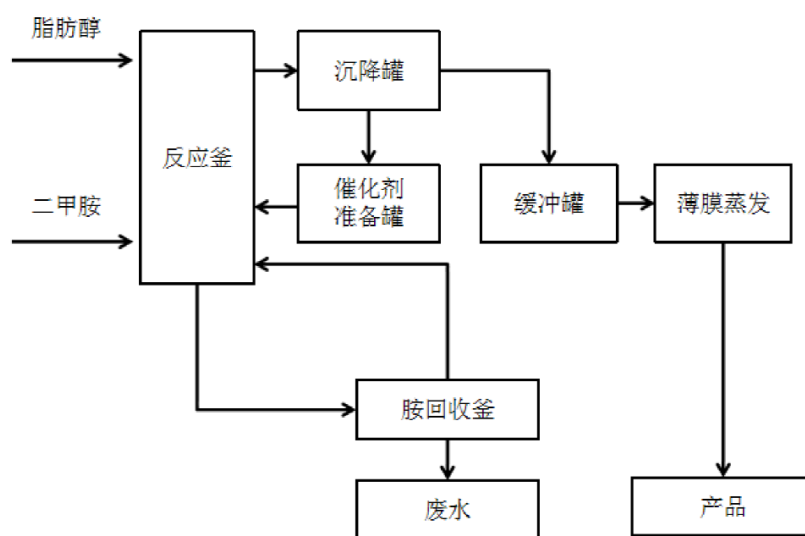 脂肪醇
沉降罐
反应釜
二甲胺
催化剂
准备罐
缓冲罐
薄膜蒸发
胺回收釜
废水
产品